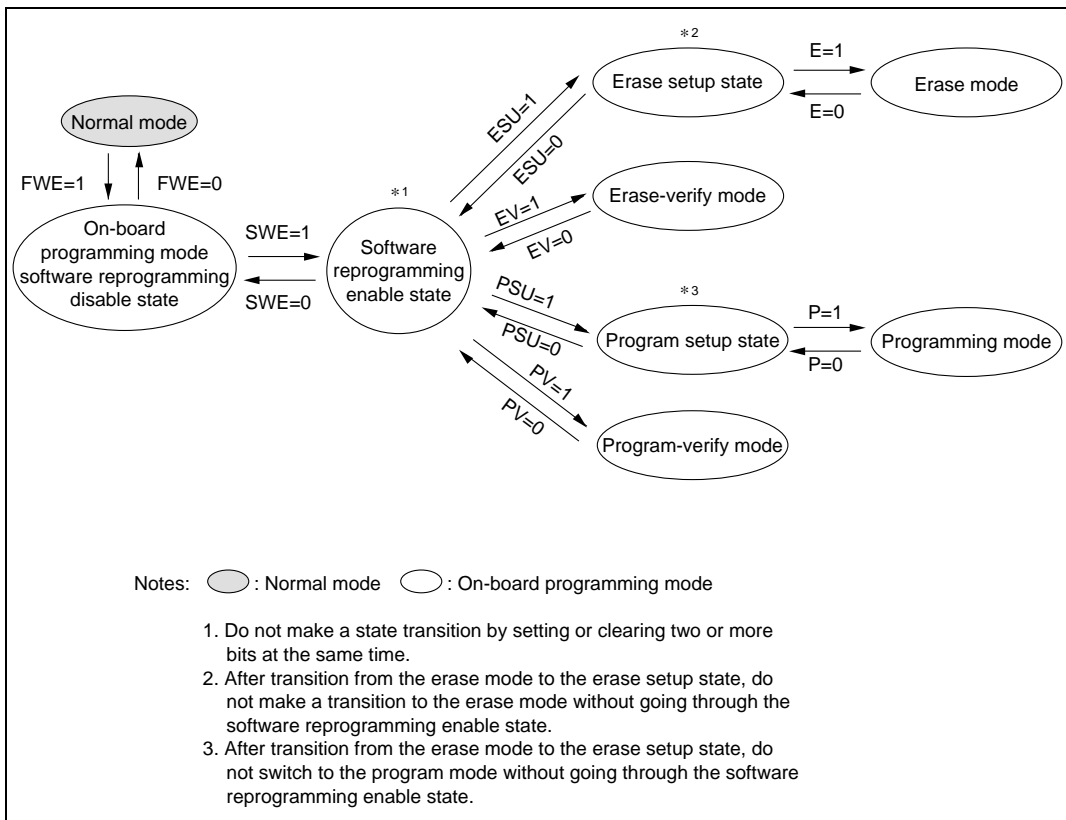 *2
E=1
Erase setup state
Erase mode
E=0
ESU=1
ESU=0
Normal mode
FWE=1
FWE=0
*1
EV=1
Erase-verify mode
EV=0
On-board
programming mode
software reprogramming
disable state
SWE=1
SWE=0
Software
reprogramming
enable state
PSU=1
PSU=0
*3
Program setup state
P=1
P=0
Programming mode
PV=1
PV=0
Program-verify mode
Notes: : Normal mode : On-board programming mode
1. Do not make a state transition by setting or clearing two or more
bits at the same time.
2. After transition from the erase mode to the erase setup state, do
not make a transition to the erase mode without going through the
software reprogramming enable state.
3. After transition from the erase mode to the erase setup state, do
not switch to the program mode without going through the software
reprogramming enable state.